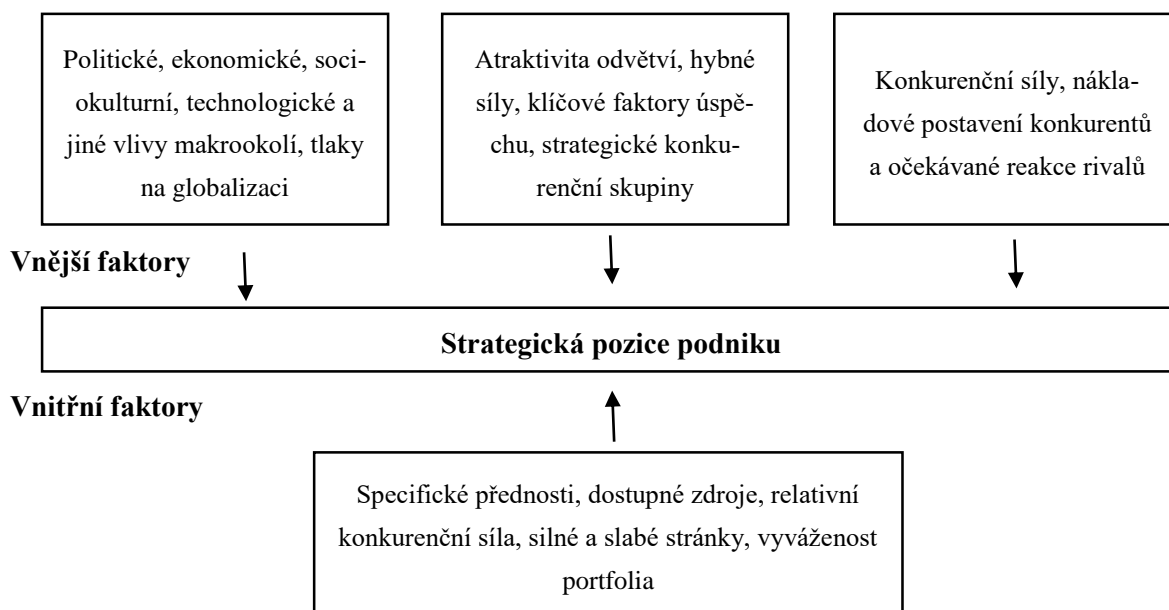 Politické, ekonomické, soci-
okulturní, technologické a
jiné vlivy makrookolí, tlaky
na globalizaci
Atraktivita odvětví, hybné
síly, klíčové faktory úspě-
chu, strategické konku-
renční skupiny
Konkurenční síly, nákla-
dové postavení konkurentů
a očekávané reakce rivalů
Vnější faktory
Strategická pozice podniku
Vnitřní faktory
Specifické přednosti, dostupné zdroje, relativní
konkurenční síla, silné a slabé stránky, vyváženost
portfolia